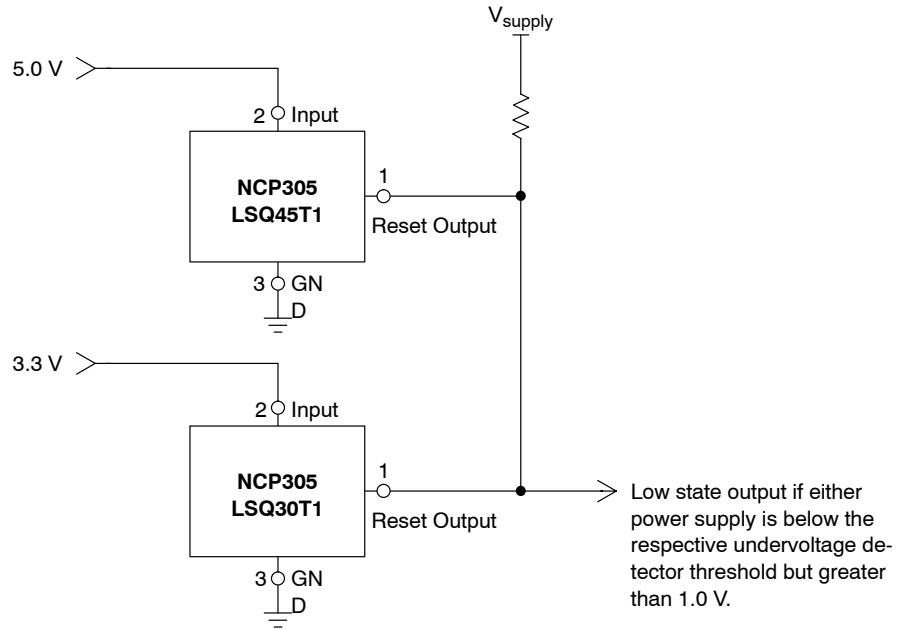 Vsupply
5.0 V
2 Input
NCP305
LSQ45T1
1
Reset Output
3 GN
D
3.3 V
2 Input
NCP305
LSQ30T1
1
Reset Output
3 GN
D
Low state output if either
power supply is below the
respective undervoltage de-
tector threshold but greater
than 1.0 V.